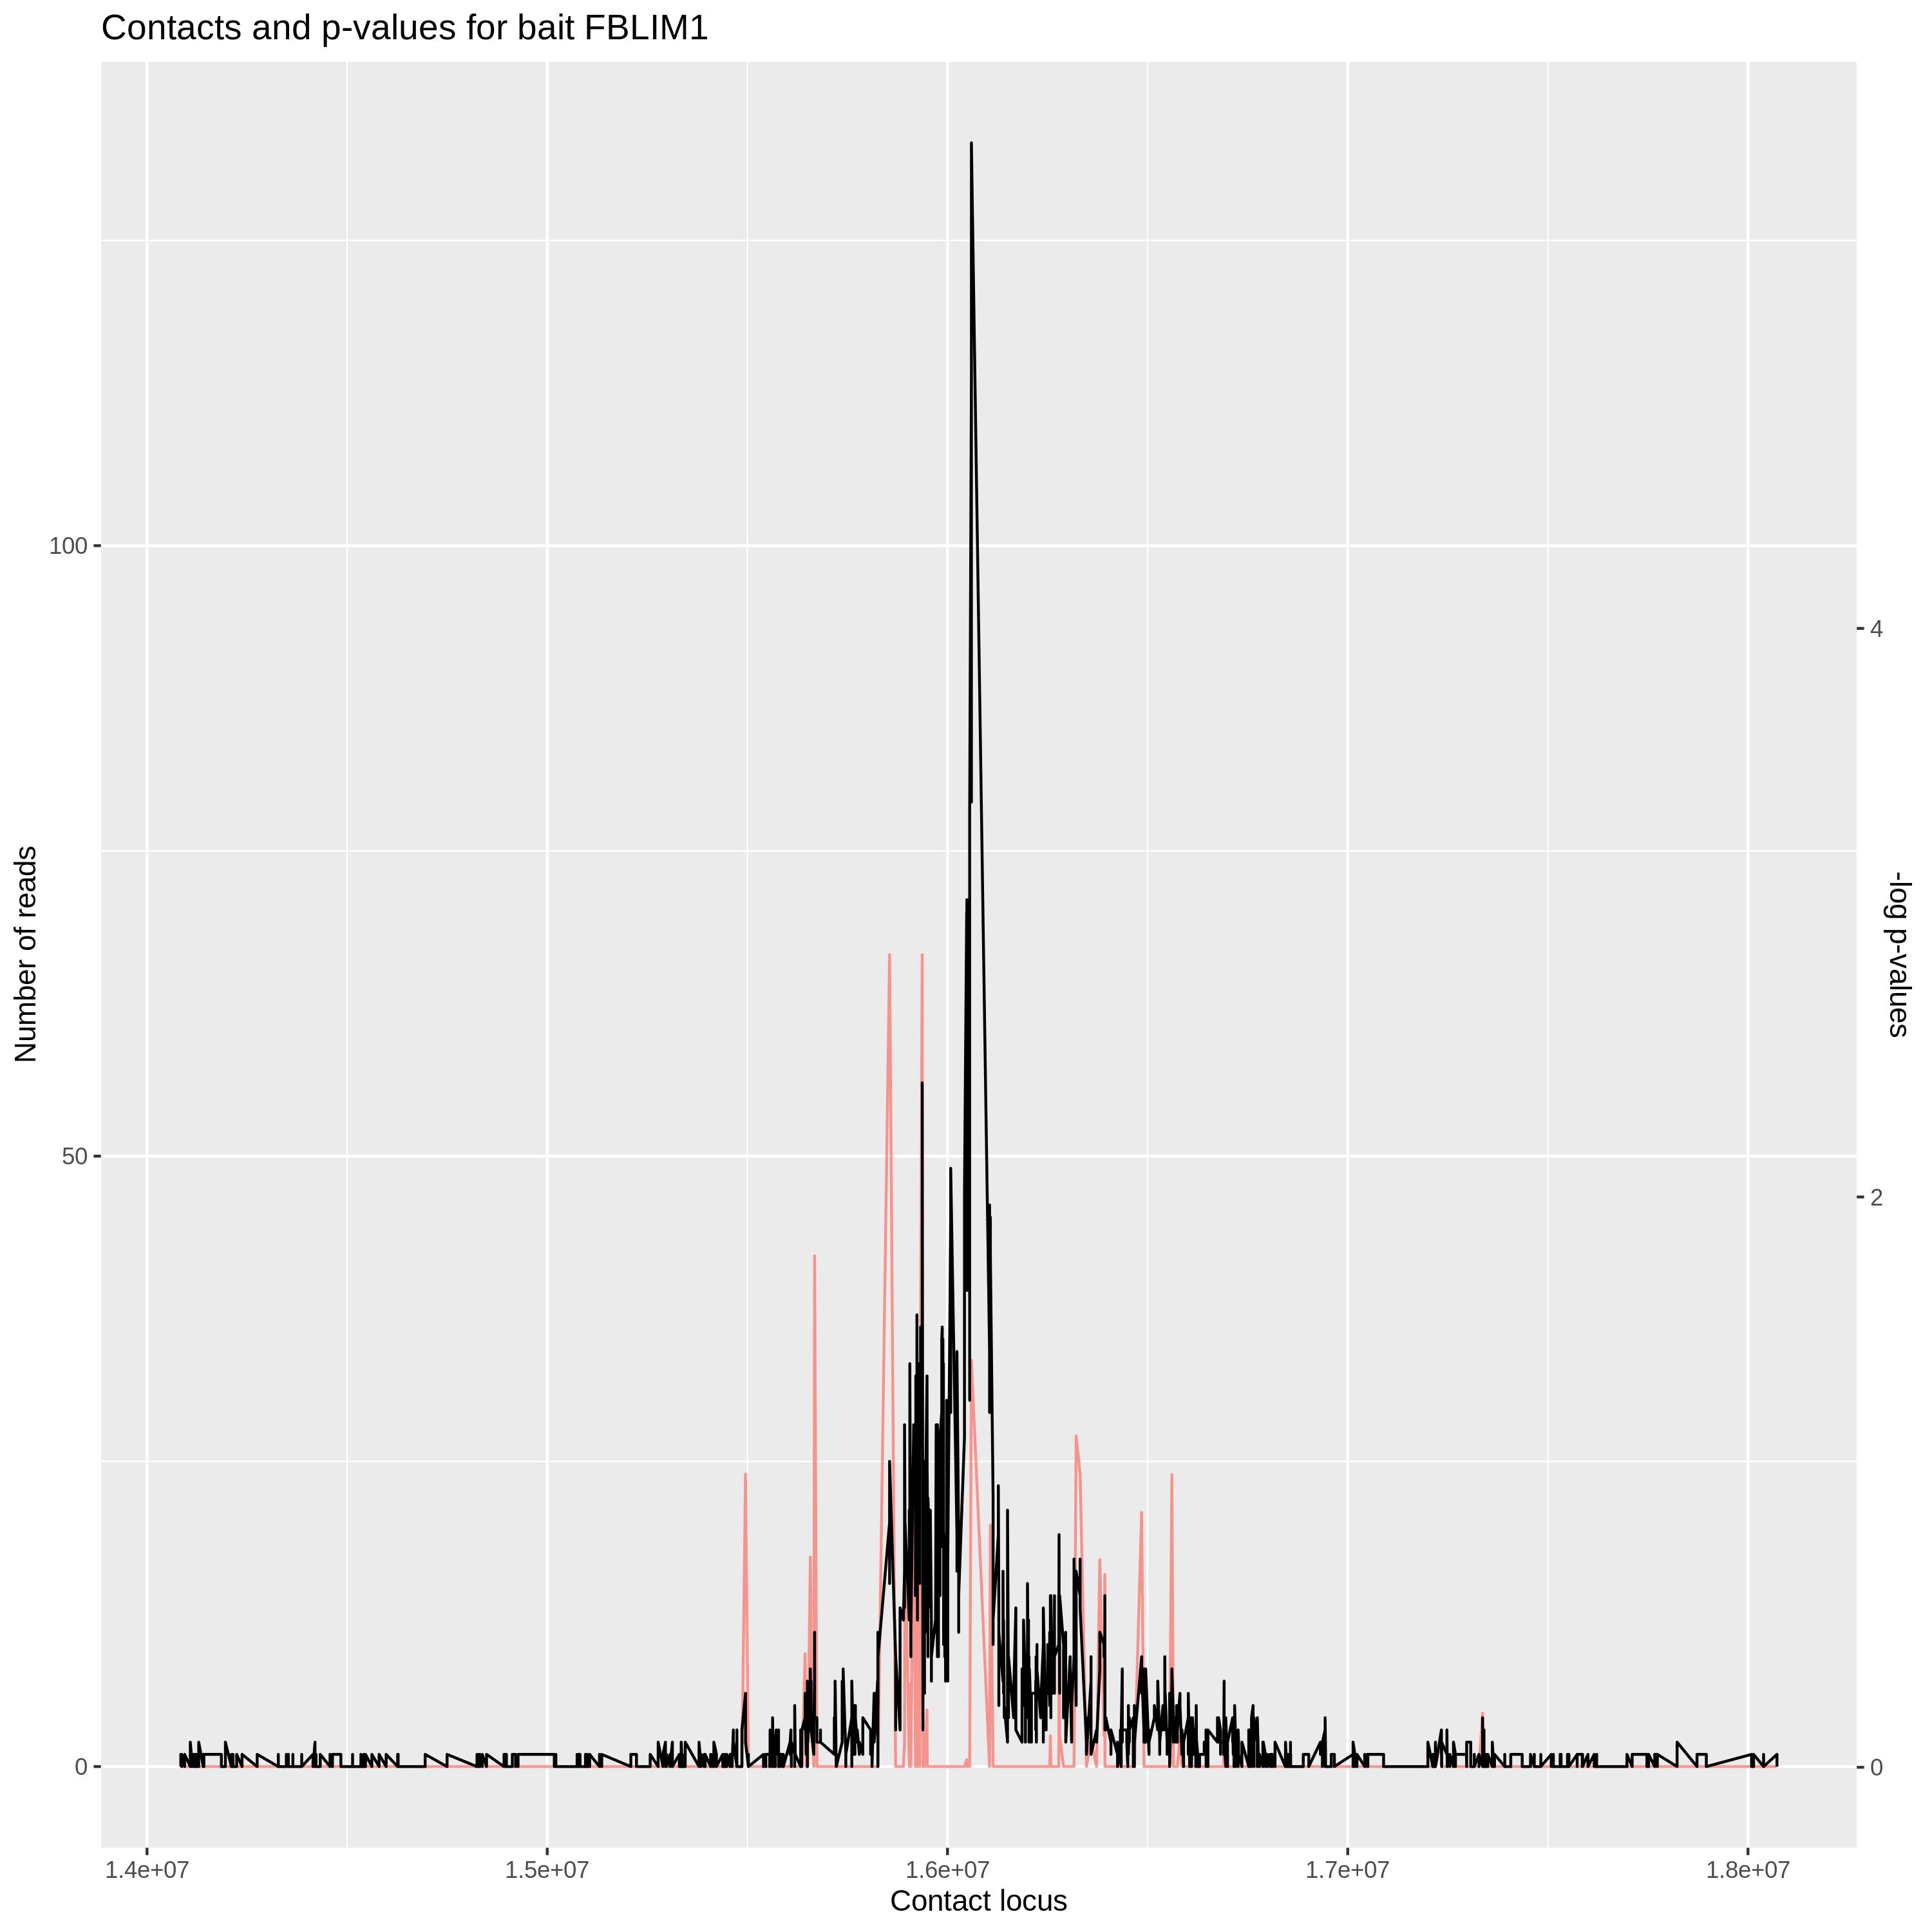 Contacts and p-values for bait FBLIM1
100
50
0
Number of reads
4
2
0
-log p-values
1.4e+07
1.5e+07
1.6e+07
1.7e+07
1.8e+07
Contact locus